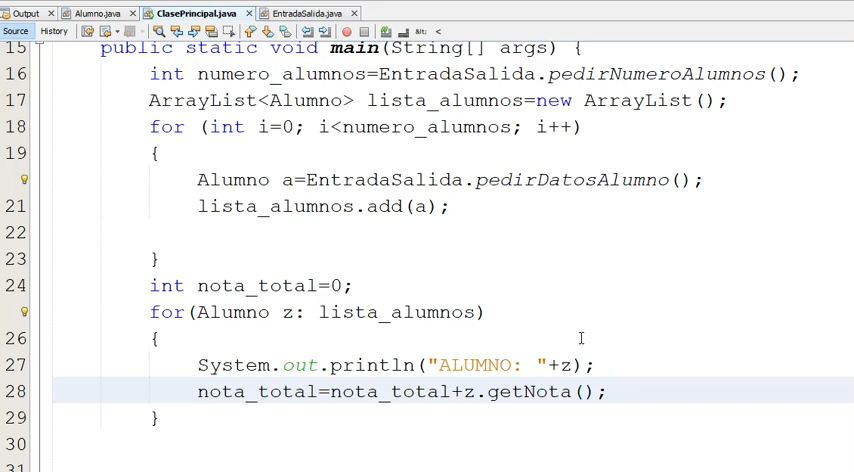 Output Alumno.java ClasePrincipal.java EntradaSalida.java
Source History
15 public static void main(String[] args) {
16 int numero_alumnos=EntradaSalida.pedirNumeroAlumnos();
17 ArrayList<Alumno> lista_alumnos=new ArrayList();
18 for (int i=0; i<numero_alumnos; i++)
19 {
Alumno a=EntradaSalida.pedirDatosAlumno();
21 lista_alumnos.add(a);
22
23 }
24 int nota_total=0;
for(Alumno z: lista_alumnos)
26 {
27 System.out.println("ALUMNO: "+z);
28 nota_total=nota_total+z.getNota();
29 }
30
31